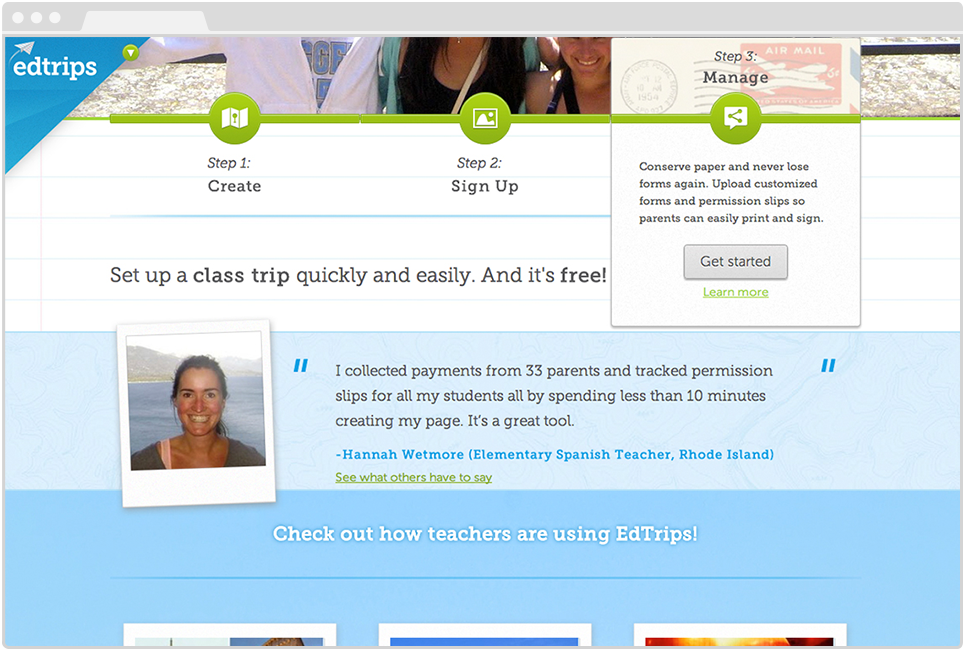 edtrips
AIR MAIL
6¢
1954
Step 3:
Manage
Step 1:
Create
Step 2:
Sign Up
Conserve paper and never lose
forms again. Upload customized
forms and permission slips so
parents can easily print and sign.
Get started
Learn more
Set up a class trip quickly and easily. And it's free!
" I collected payments from 33 parents and tracked permission "
slips for all my students all by spending less than 10 minutes
creating my page. It’s a great tool.
-Hannah Wetmore (Elementary Spanish Teacher, Rhode Island)
See what others have to say
Check out how teachers are using EdTrips!